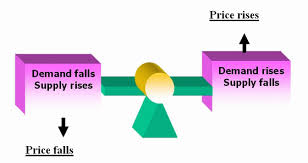 Price rises
Demand falls
Supply rises
Demand rises
Supply falls
Price falls